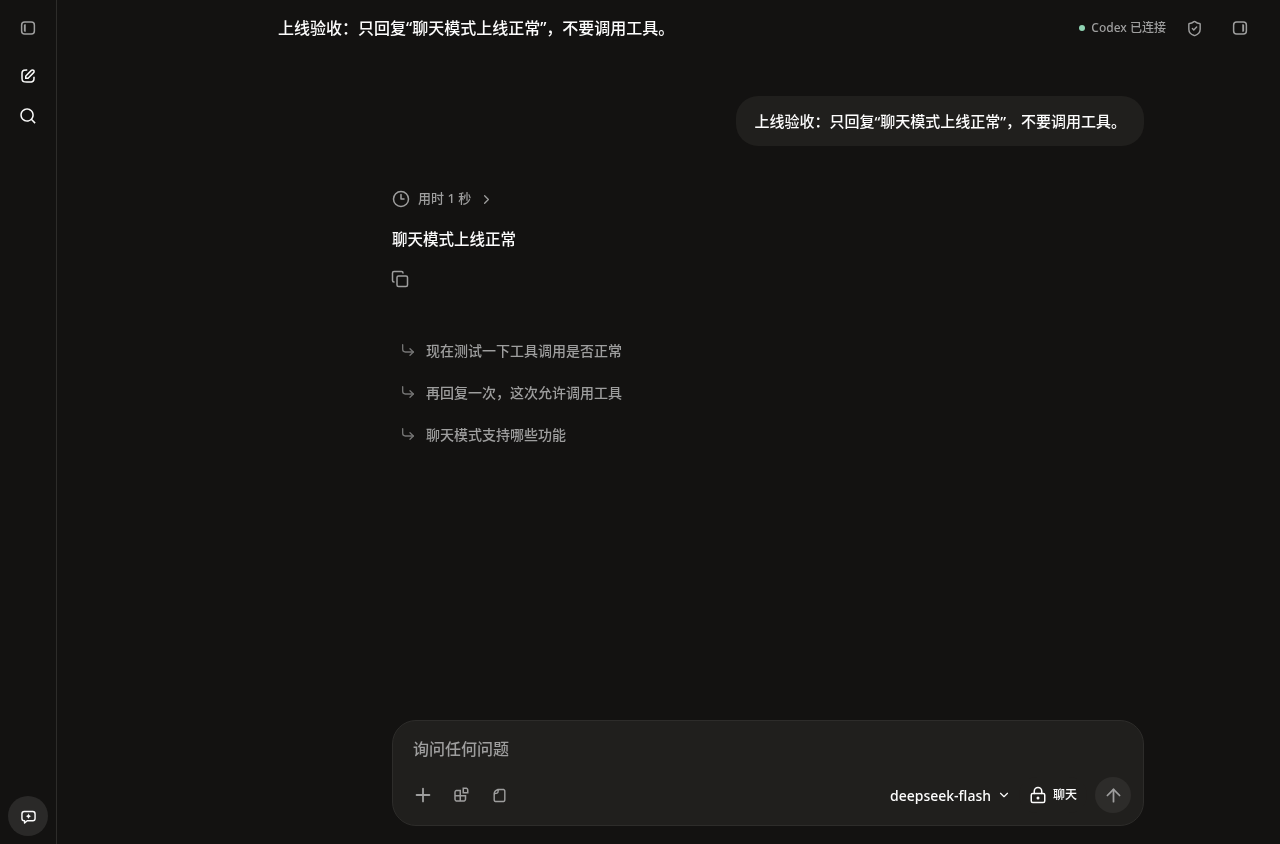 上线验收：只回复“聊天模式上线正常”，不要调用工具。
Codex 已连接
上线验收：只回复“聊天模式上线正常”，不要调用工具。
用时 1 秒
聊天模式上线正常
现在测试一下工具调用是否正常
再回复一次，这次允许调用工具
聊天模式支持哪些功能
询问任何问题
deepseek-flash
聊天